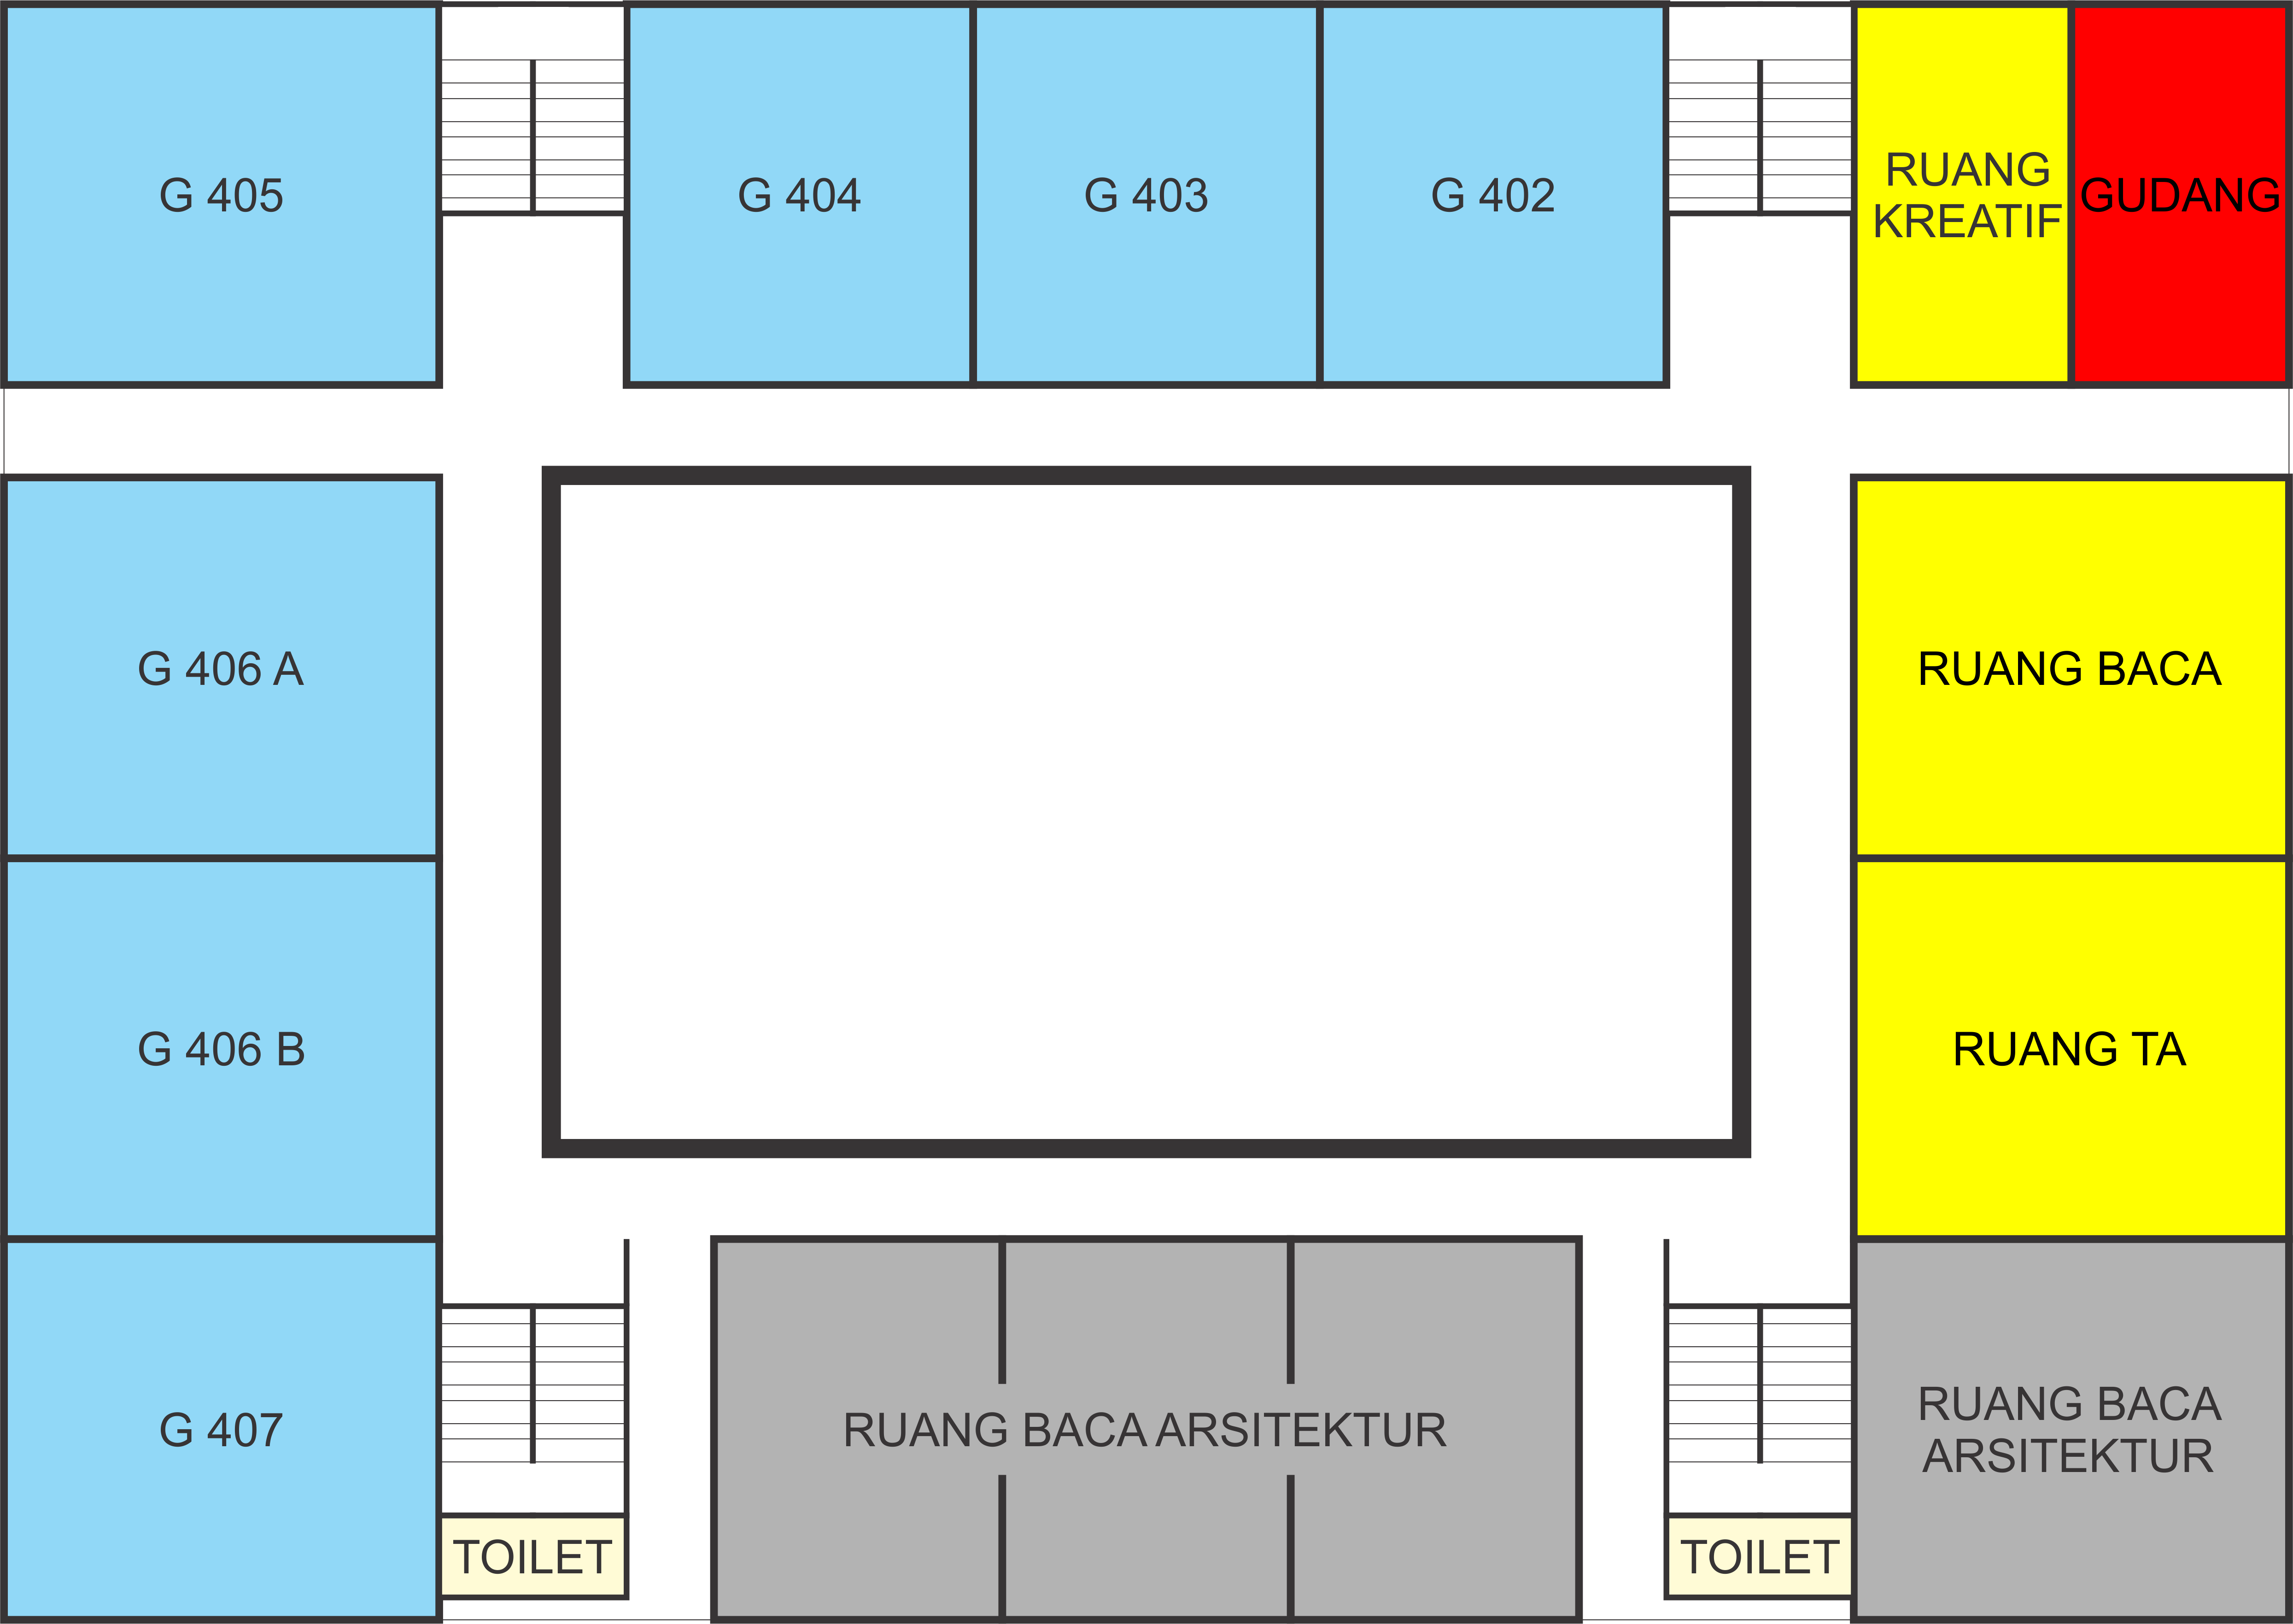 G 405
G 404
G 403
G 402
RUANG
KREATIF
GUDANG
G 406 A
RUANG BACA
G 406 B
RUANG TA
G 407
RUANG BACA ARSITEKTUR
RUANG BACA
ARSITEKTUR
TOILET
TOILET